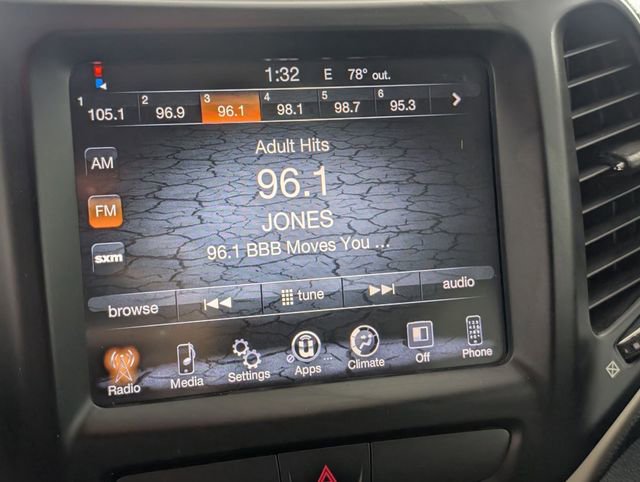 1:32 E 78° out.
1 105.1 2 96.9 3 96.1 4 98.1 5 98.7 6 95.3
Adult Hits
AM
96.1
FM
JONES
sxm
96.1 BBB Moves You ...
browse tune audio
Radio Media Settings Apps ... Climate Off Phone